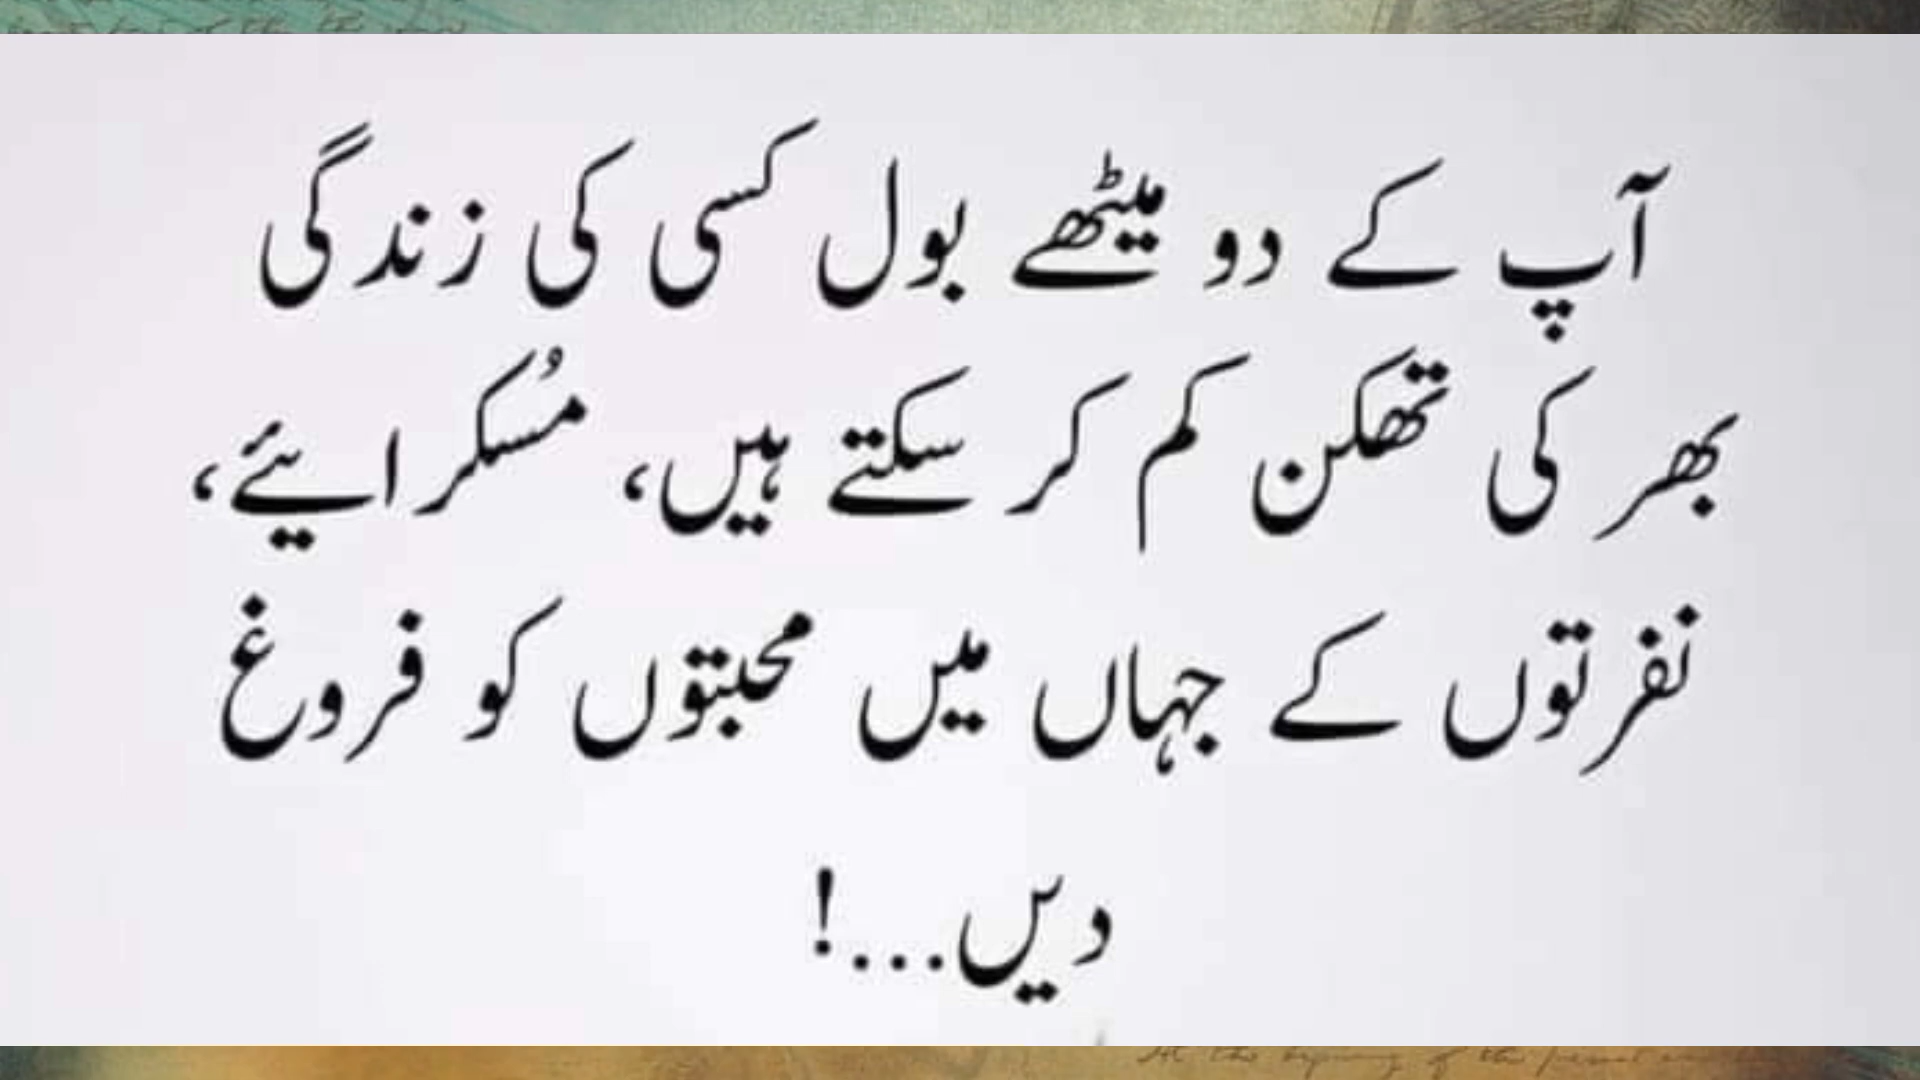 آپ کے دو میٹھے بول کسی کی زندگی
بھر کی تھکن کم کر سکتے ہیں، مُسکرائیے،
نفرتوں کے جہاں میں محبتوں کو فروغ
دیں...!